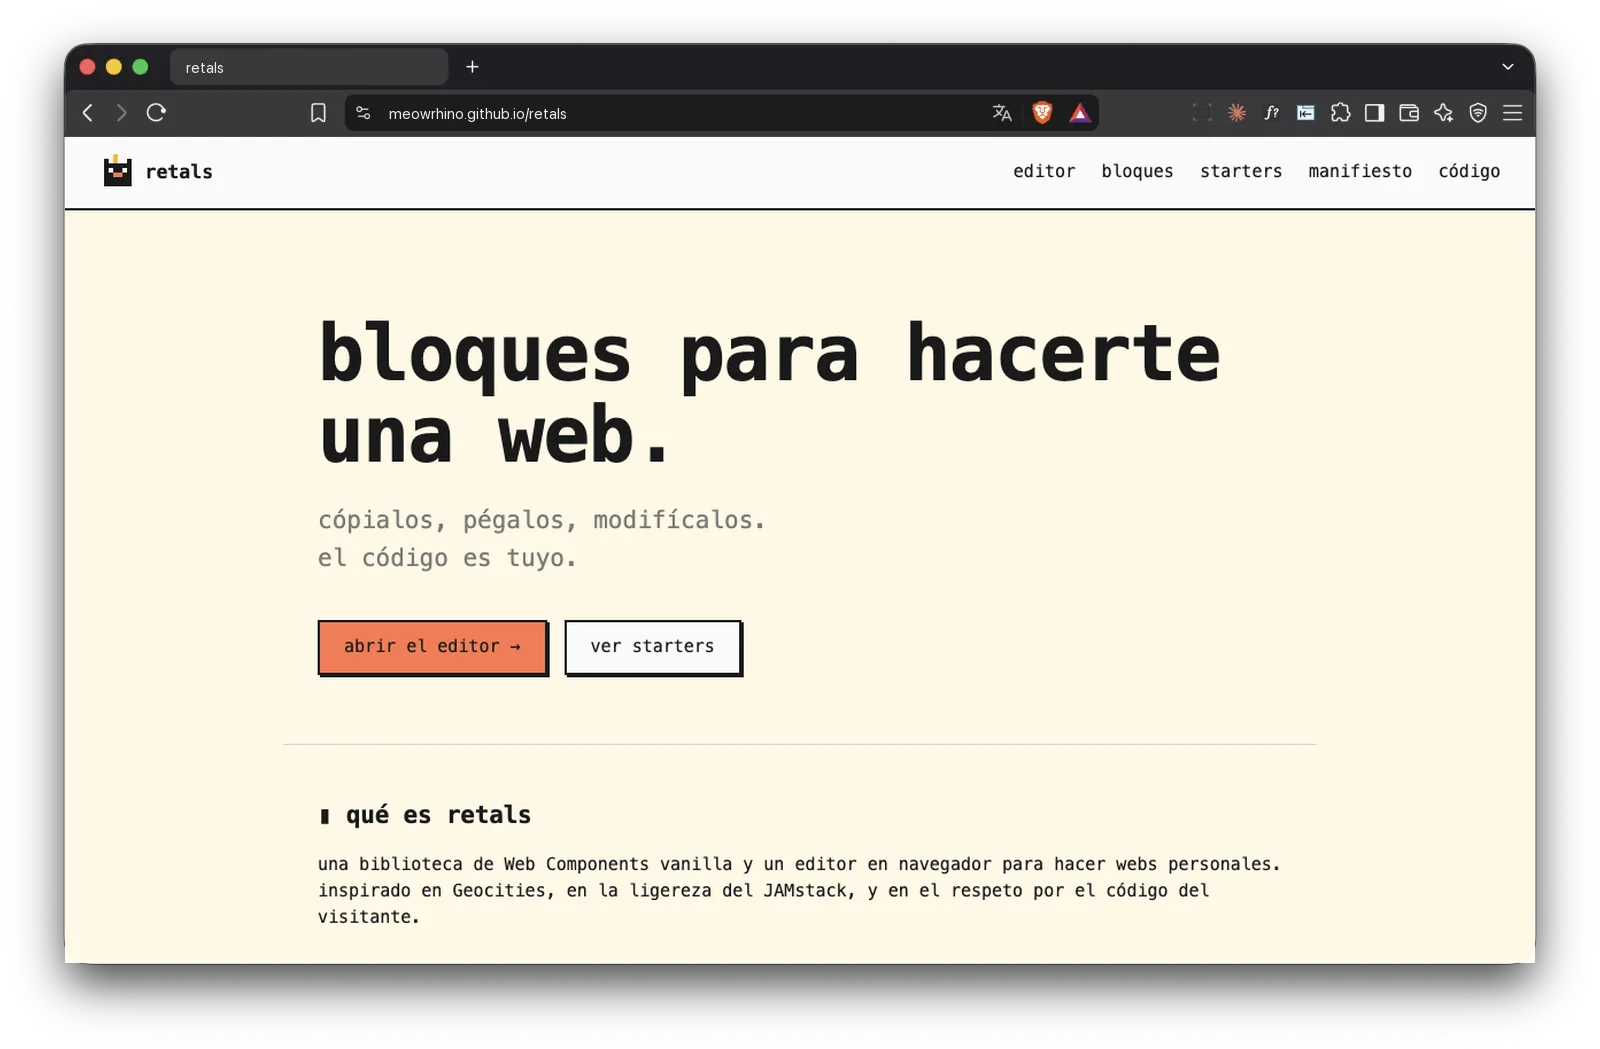 retals
meowrhino.github.io/retals
f?
retals
editor bloques starters manifiesto código
bloques para hacerte
una web.
cópialos, pégalos, modifícalos.
el código es tuyo.
abrir el editor →
ver starters
▮ qué es retals
una biblioteca de Web Components vanilla y un editor en navegador para hacer webs personales.
inspirado en Geocities, en la ligereza del JAMstack, y en el respeto por el código del
visitante.